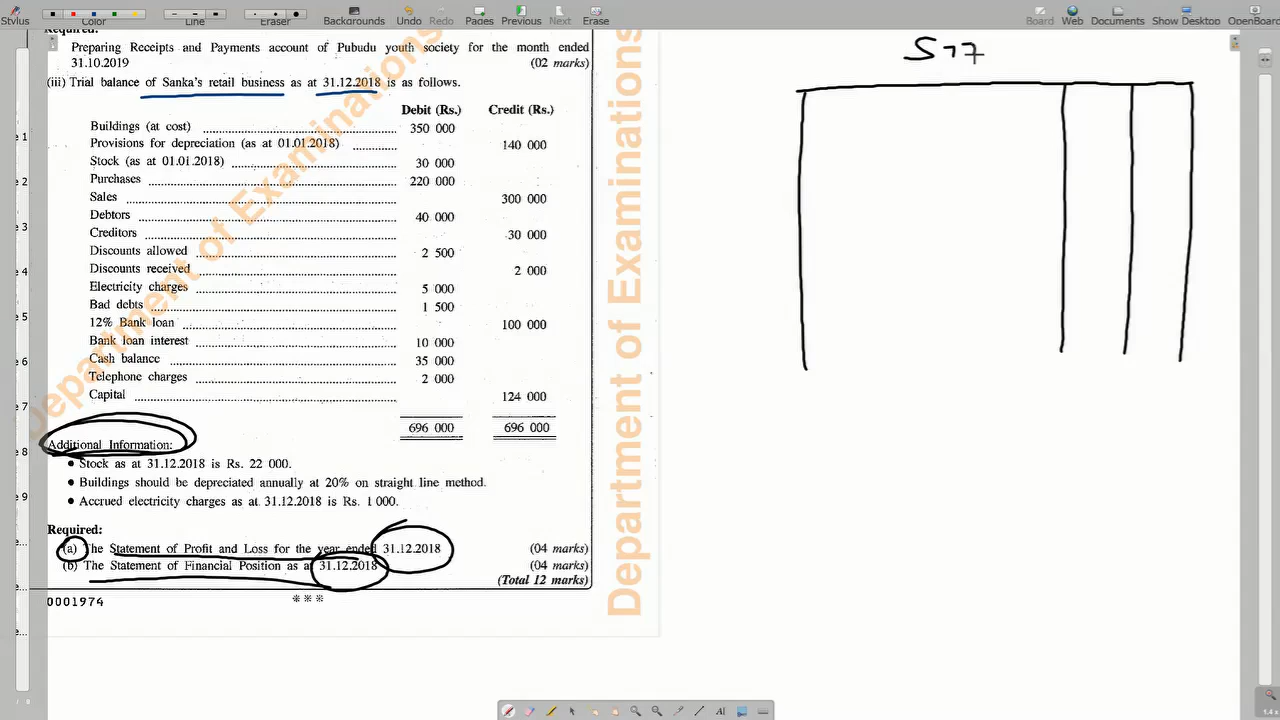 Stylus
Color
Line
Eraser
Backgrounds
Undo
Redo
Pages
Previous
Next
Erase
Board
Web
Documents
Show Desktop
OpenBoard
Required:
Preparing Receipts and Payments account of Pubudu youth society for the month ended
31.10.2019 (02 marks)
(iii) Trial balance of Sanka's retail business as at 31.12.2018 is as follows.
Debit (Rs.) Credit (Rs.)
Buildings (at cost) 350 000
Provisions for depreciation (as at 01.01.2018) 140 000
Stock (as at 01.01.2018) 30 000
Purchases 220 000
Sales 300 000
Debtors 40 000
Creditors 30 000
Discounts allowed 2 500
Discounts received 2 000
Electricity charges 5 000
Bad debts 1 500
12% Bank loan 100 000
Bank loan interest 10 000
Cash balance 35 000
Telephone charges 2 000
Capital 124 000
696 000 696 000
Additional Information:
• Stock as at 31.12.2018 is Rs. 22 000.
• Buildings should be depreciated annually at 20% on straight line method.
• Accrued electricity charges as at 31.12.2018 is Rs. 1 000.
Required:
(a) The Statement of Profit and Loss for the year ended 31.12.2018 (04 marks)
(b) The Statement of Financial Position as at 31.12.2018 (04 marks)
(Total 12 marks)
0001974
***
Department of Examinations
Department of Examinations
1.4